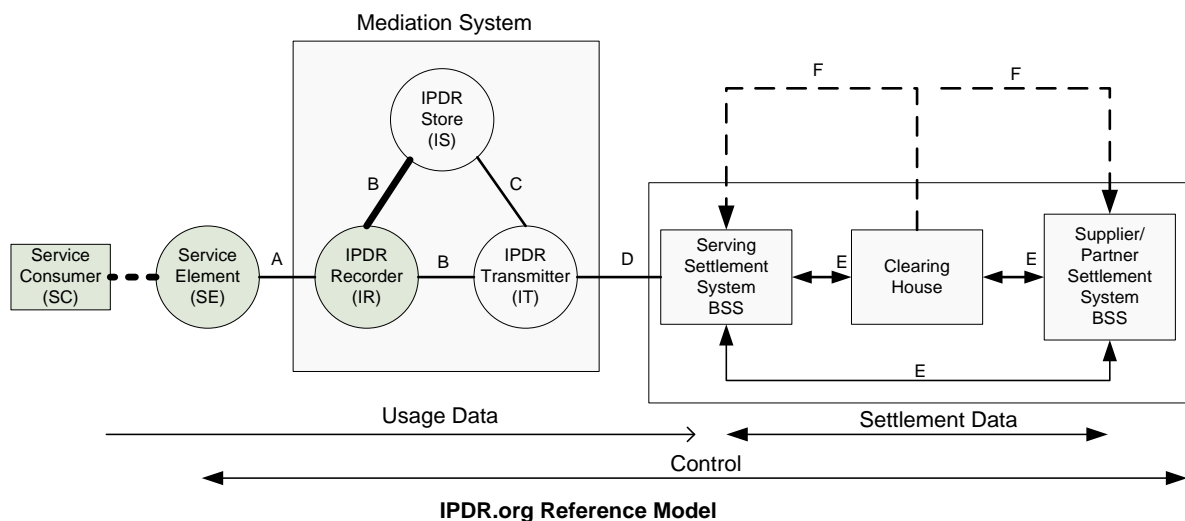 Mediation System
F
F
IPDR
Store
(IS)
B
C
Service
Consumer
(SC)
Service
Element
(SE)
A
IPDR
Recorder
(IR)
B
IPDR
Transmitter
(IT)
D
Serving
Settlement
System
BSS
E
Clearing
House
E
Supplier/
Partner
Settlement
System
BSS
E
Usage Data
Settlement Data
Control
IPDR.org Reference Model